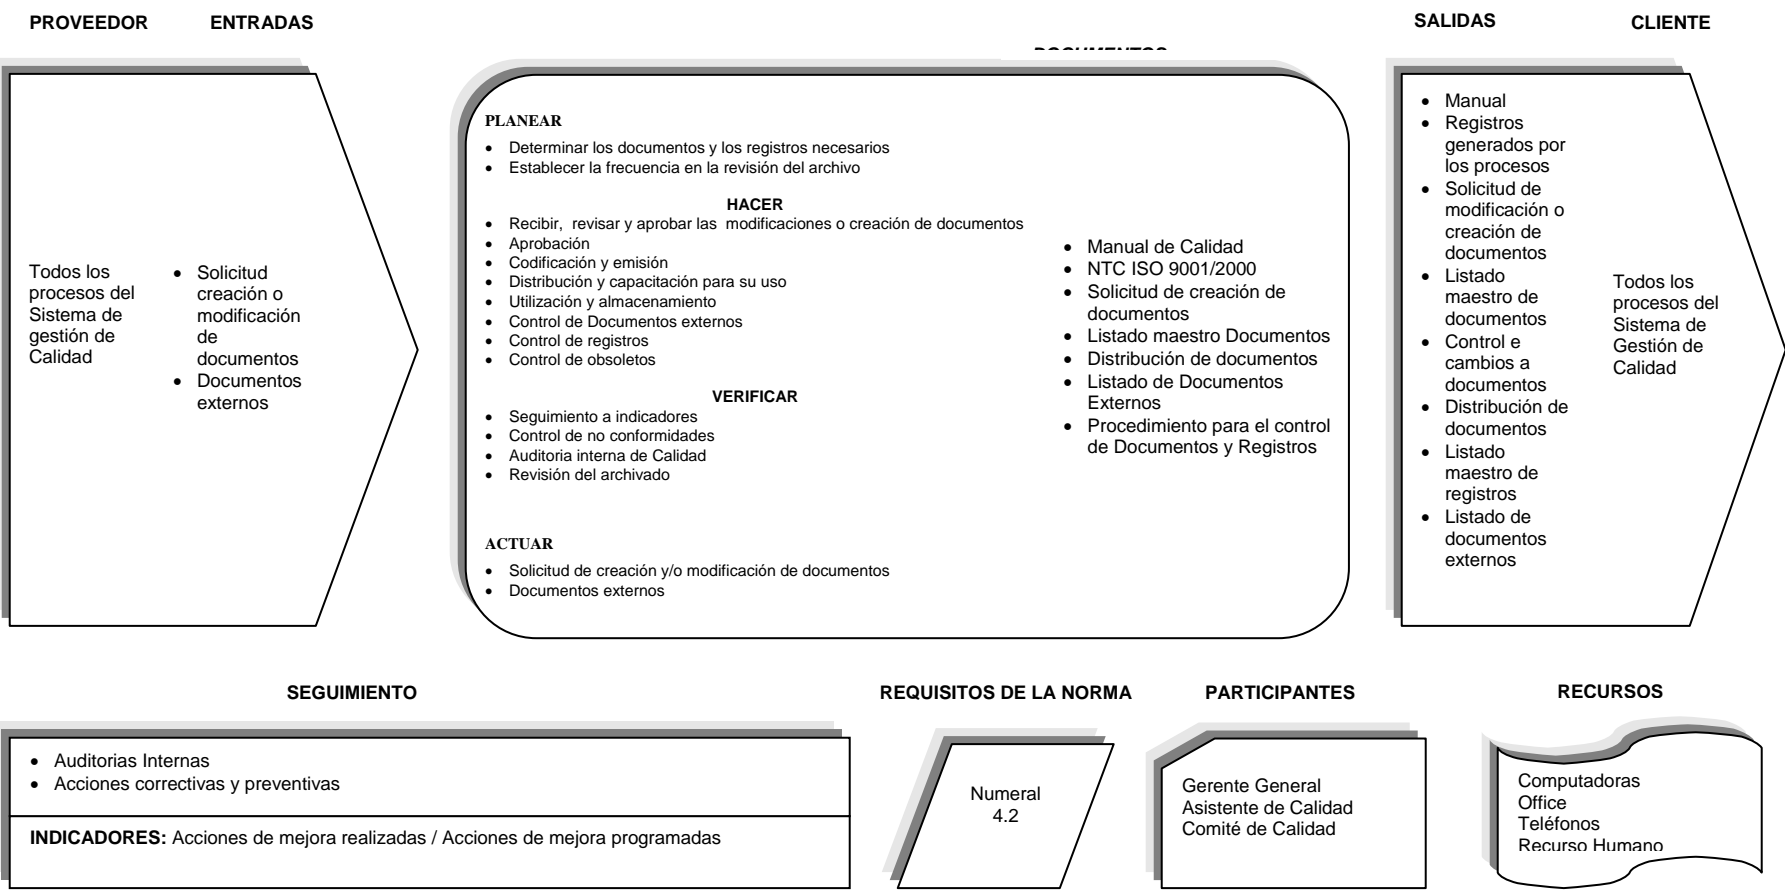 PROVEEDOR
ENTRADAS
Todos los
procesos del
Sistema de
gestión de
Calidad
• Solicitud
creación o
modificación
de
documentos
• Documentos
externos
DOCUMENTOS
PLANEAR
• Determinar los documentos y los registros necesarios
• Establecer la frecuencia en la revisión del archivo
HACER
• Recibir, revisar y aprobar las modificaciones o creación de documentos
• Aprobación
• Codificación y emisión
• Distribución y capacitación para su uso
• Utilización y almacenamiento
• Control de Documentos externos
• Control de registros
• Control de obsoletos
VERIFICAR
• Seguimiento a indicadores
• Control de no conformidades
• Auditoria interna de Calidad
• Revisión del archivado
ACTUAR
• Solicitud de creación y/o modificación de documentos
• Documentos externos
• Manual de Calidad
• NTC ISO 9001/2000
• Solicitud de creación de
documentos
• Listado maestro Documentos
• Distribución de documentos
• Listado de Documentos
Externos
• Procedimiento para el control
de Documentos y Registros
SALIDAS
CLIENTE
• Manual
• Registros
generados por
los procesos
• Solicitud de
modificación o
creación de
documentos
• Listado
maestro de
documentos
• Control e
cambios a
documentos
• Distribución de
documentos
• Listado
maestro de
registros
• Listado de
documentos
externos
Todos los
procesos del
Sistema de
Gestión de
Calidad
SEGUIMIENTO
• Auditorias Internas
• Acciones correctivas y preventivas
INDICADORES: Acciones de mejora realizadas / Acciones de mejora programadas
REQUISITOS DE LA NORMA
Numeral
4.2
PARTICIPANTES
Gerente General
Asistente de Calidad
Comité de Calidad
RECURSOS
Computadoras
Office
Teléfonos
Recurso Humano